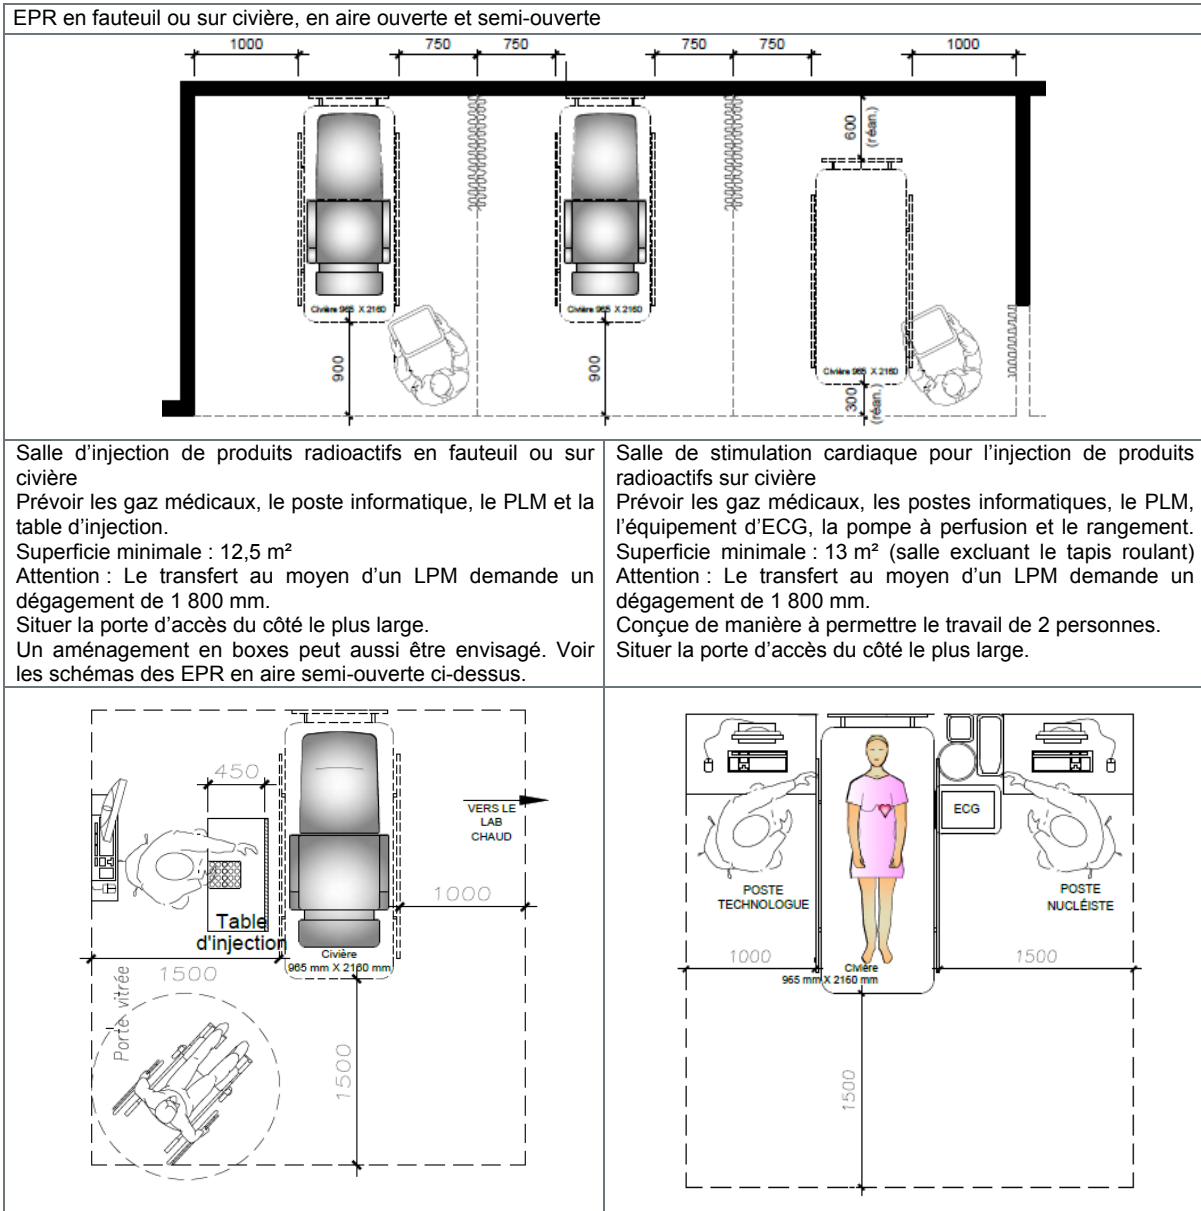 EPR en fauteuil ou sur civière, en aire ouverte et semi-ouverte
1000
750
750
750
750
1000
600
(réan.)
Civière 965 X 2160
Civière 965 X 2160
Civière 965 X 2160
900
900
300
(réan.)
Salle d'injection de produits radioactifs en fauteuil ou sur
civière
Prévoir les gaz médicaux, le poste informatique, le PLM et la
table d'injection.
Superficie minimale : 12,5 m²
Attention : Le transfert au moyen d'un LPM demande un
dégagement de 1 800 mm.
Situer la porte d'accès du côté le plus large.
Un aménagement en boxes peut aussi être envisagé. Voir
les schémas des EPR en aire semi-ouverte ci-dessus.
Salle de stimulation cardiaque pour l'injection de produits
radioactifs sur civière
Prévoir les gaz médicaux, les postes informatiques, le PLM,
l'équipement d'ECG, la pompe à perfusion et le rangement.
Superficie minimale : 13 m² (salle excluant le tapis roulant)
Attention : Le transfert au moyen d'un LPM demande un
dégagement de 1 800 mm.
Conçue de manière à permettre le travail de 2 personnes.
Situer la porte d'accès du côté le plus large.
450
VERS LE
LAB
CHAUD
1000
Table
d'injection
Civière
965 mm X 2160 mm
1500
Porte vitrée
1500
ECG
POSTE
TECHNOLOGUE
POSTE
NUCLÉISTE
1000
Civière
965 mm X 2160 mm
1500
1500